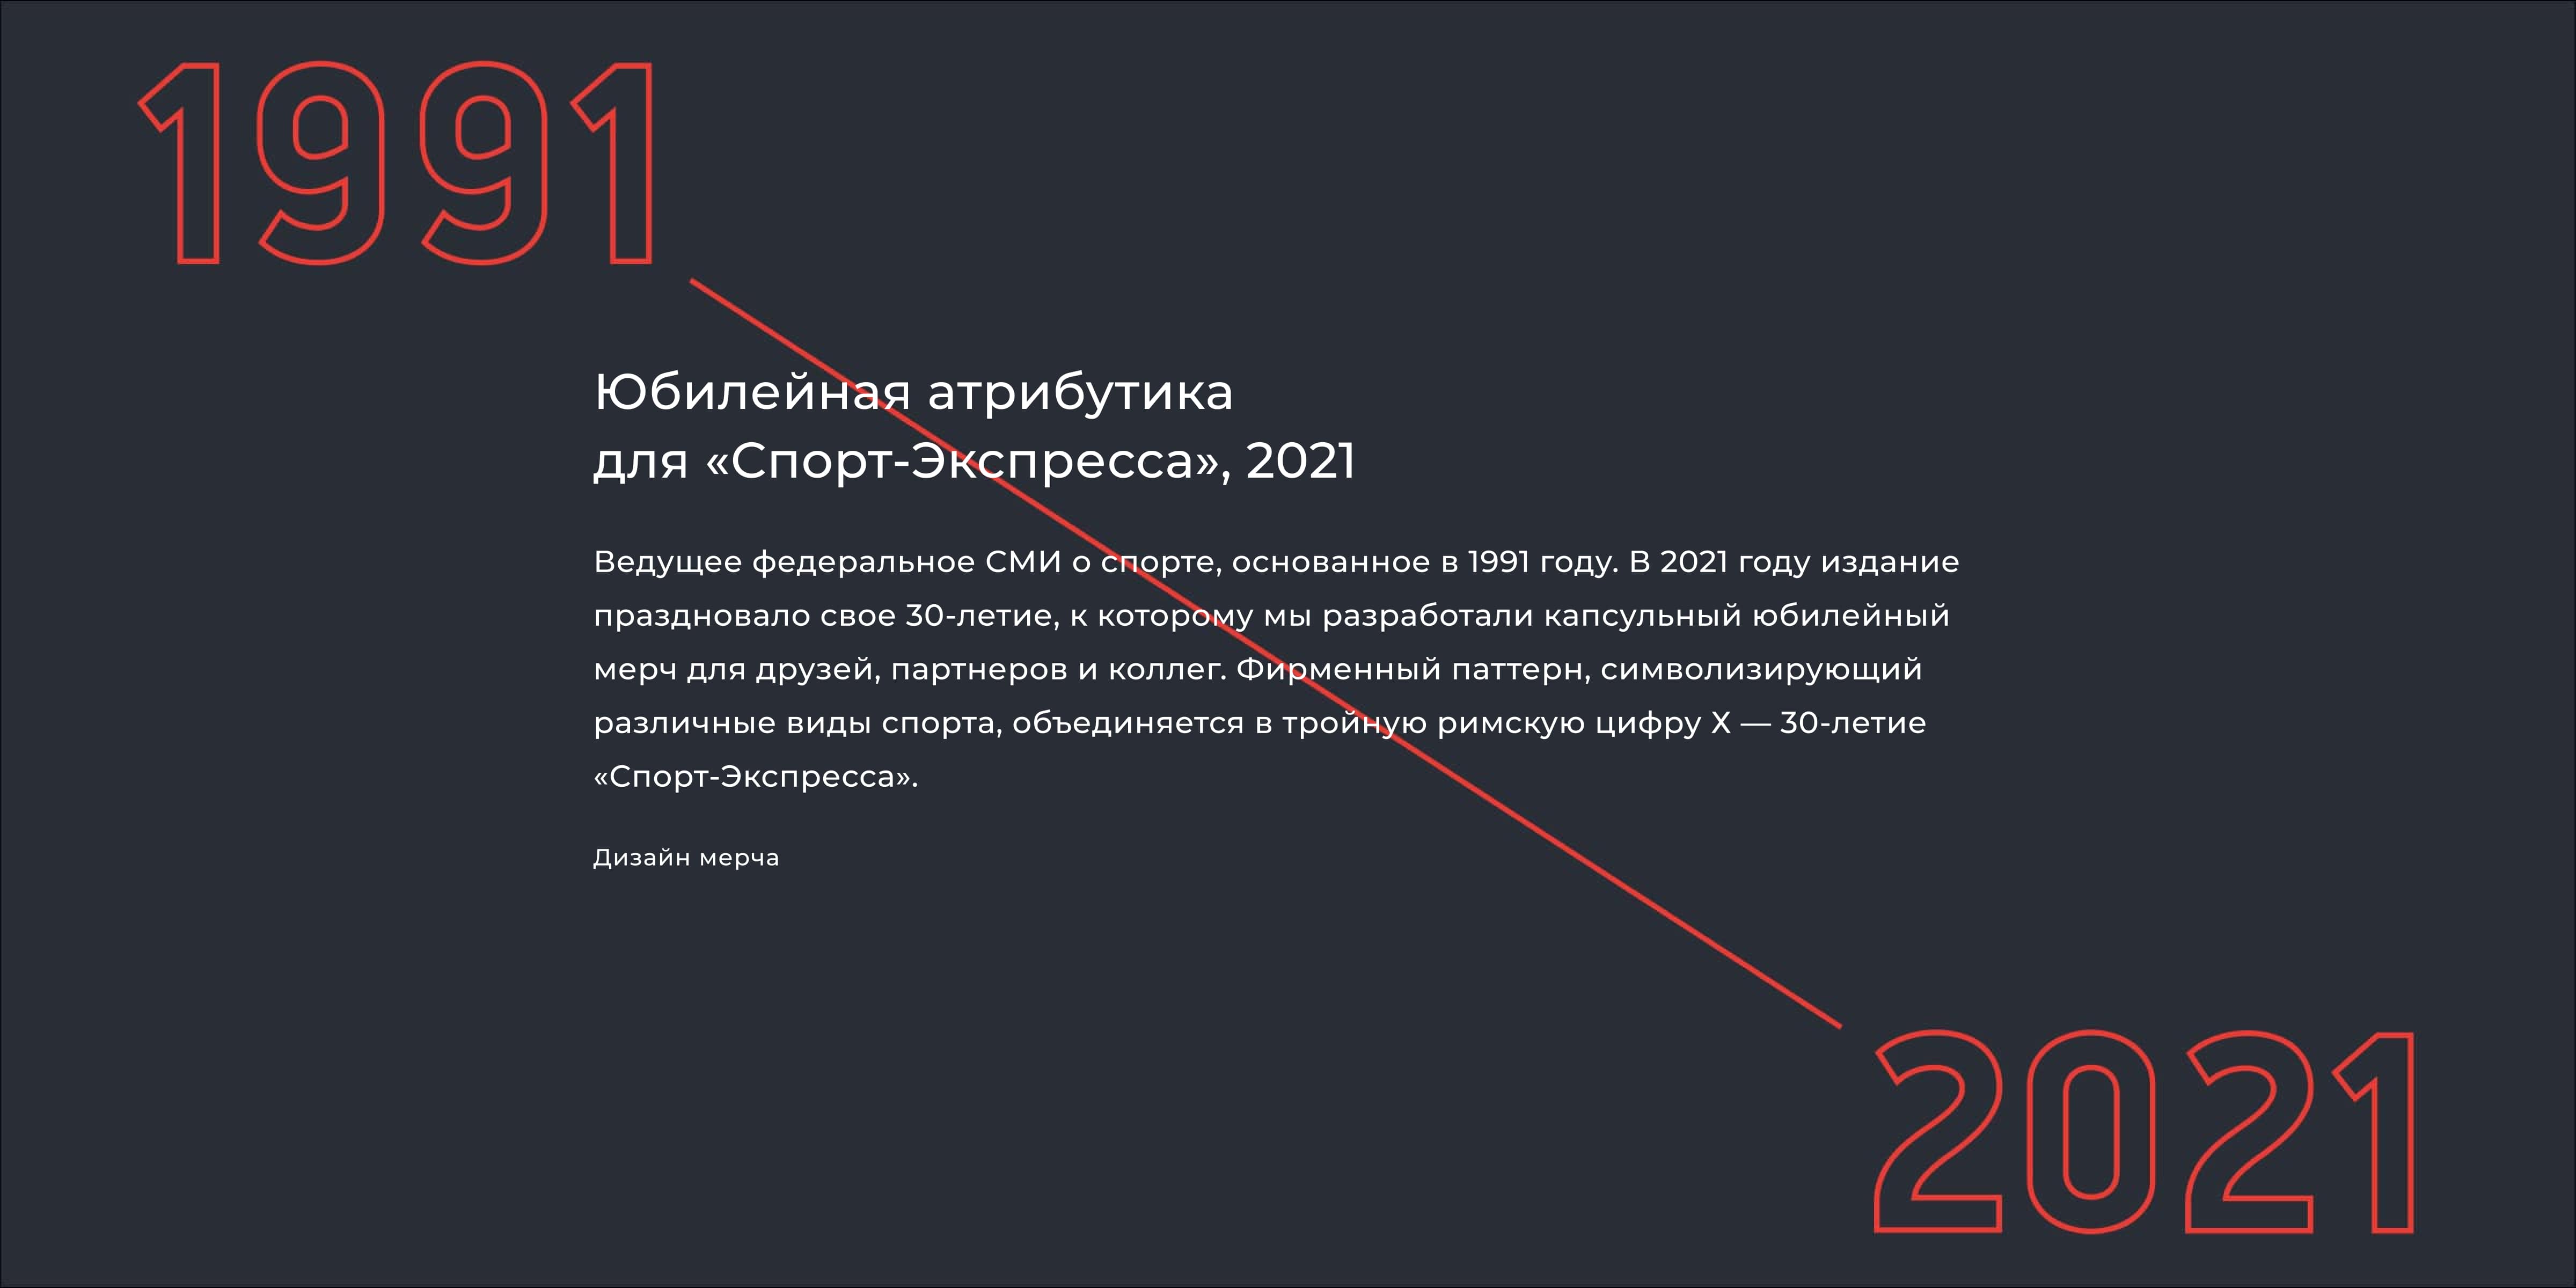 1991
Юбилейная атрибутика
для «Спорт-Экспресса», 2021
Ведущее федеральное СМИ о спорте, основанное в 1991 году. В 2021 году издание
праздновало свое 30-летие, к которому мы разработали капсульный юбилейный
мерч для друзей, партнеров и коллег. Фирменный паттерн, символизирующий
различные виды спорта, объединяется в тройную римскую цифру X — 30-летие
«Спорт-Экспресса».
Дизайн мерча
2021